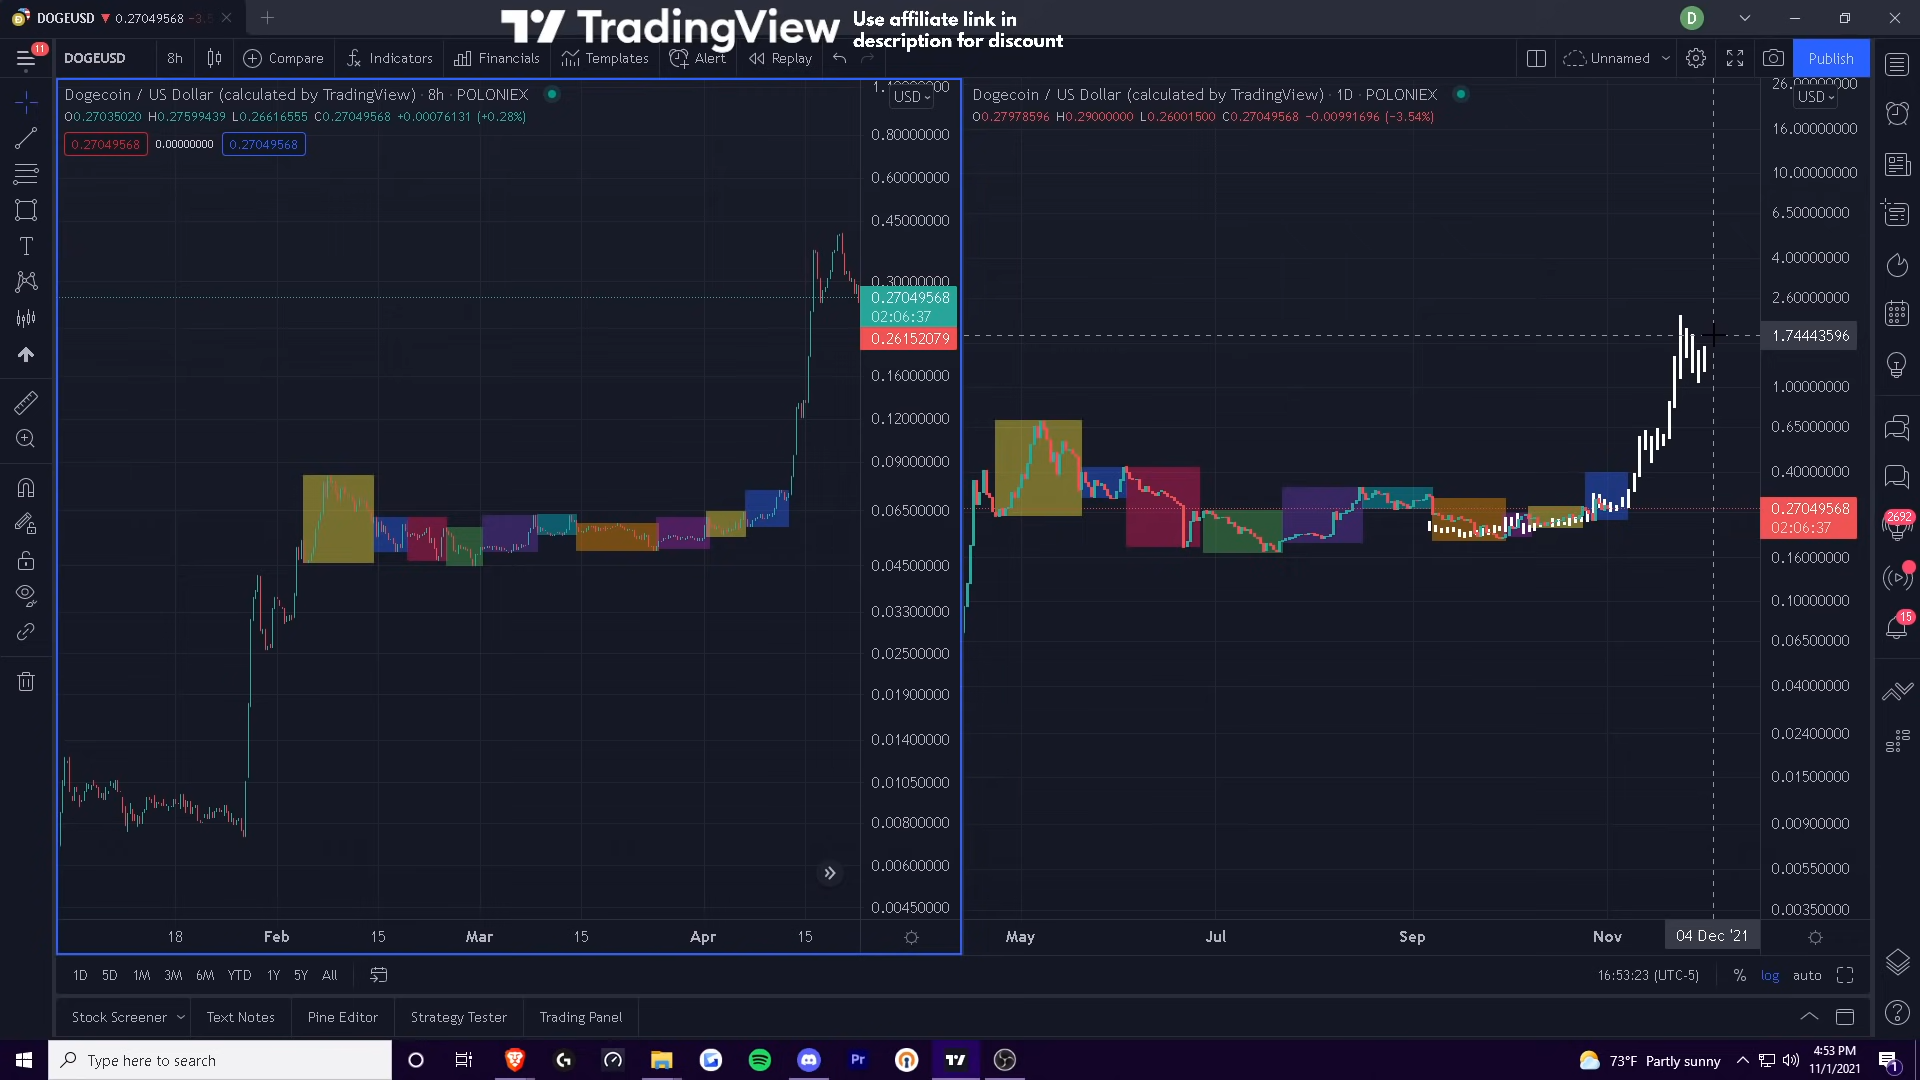 DOGEUSD ▼ 0.27049568 -3.5
TradingView
Use affiliate link in
description for discount
D
11
DOGEUSD 8h Compare Indicators Financials Templates Alert Replay
Unnamed Publish
Dogecoin / US Dollar (calculated by TradingView) · 8h · POLONIEX
O0.27035020 H0.27599439 L0.26616555 C0.27049568 +0.00076131 (+0.28%)
0.27049568 0.00000000 0.27049568
USD
0.80000000
0.60000000
0.45000000
0.30000000
0.27049568
02:06:37
0.26152079
0.16000000
0.12000000
0.09000000
0.06500000
0.04500000
0.03300000
0.02500000
0.01900000
0.01400000
0.01050000
0.00800000
0.00600000
0.00450000
18 Feb 15 Mar 15 Apr 15
Dogecoin / US Dollar (calculated by TradingView) · 1D · POLONIEX
O0.27978596 H0.29000000 L0.26001500 C0.27049568 -0.00991696 (-3.54%)
USD
16.00000000
10.00000000
6.50000000
4.00000000
2.60000000
1.74443596
1.00000000
0.65000000
0.40000000
0.27049568
02:06:37
0.16000000
0.10000000
0.06500000
0.04000000
0.02400000
0.01500000
0.00900000
0.00550000
0.00350000
May Jul Sep Nov 04 Dec '21
2692
15
1D 5D 1M 3M 6M YTD 1Y 5Y All
16:53:23 (UTC-5) % log auto
Stock Screener Text Notes Pine Editor Strategy Tester Trading Panel
Type here to search
Pr
73°F Partly sunny
4:53 PM
11/1/2021
1